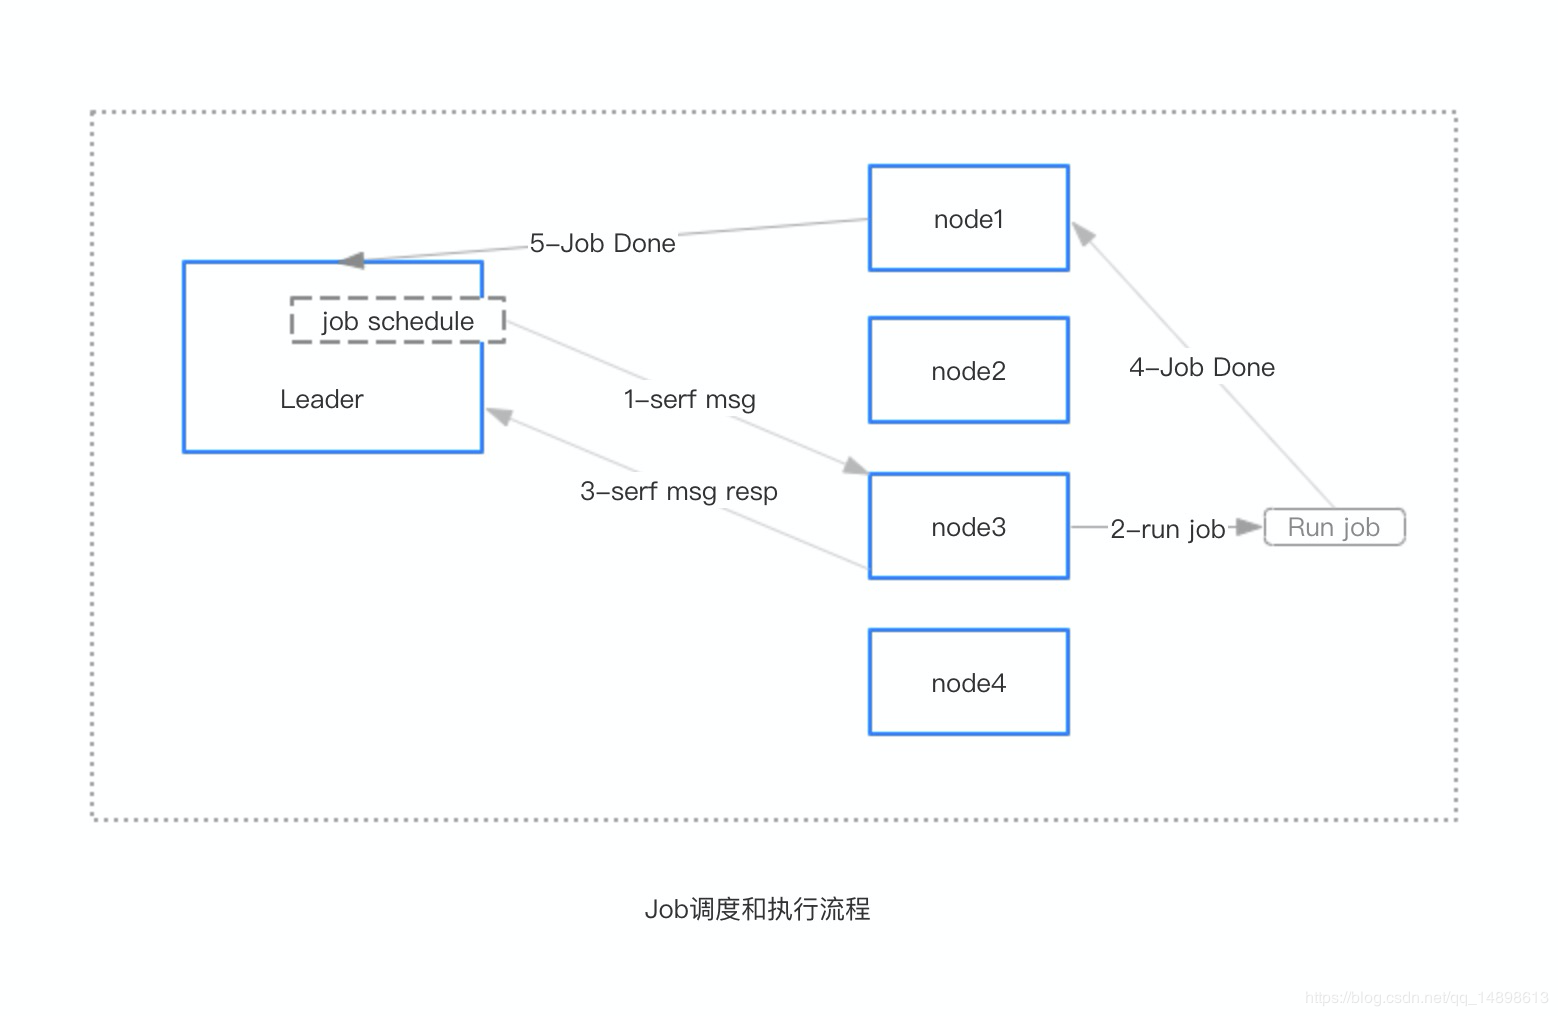 node1
5-Job Done
job schedule
node2
4-Job Done
Leader
1-serf msg
3-serf msg resp
node3
2-run job
Run job
node4
Job调度和执行流程
https://blog.csdn.net/qq_14898613